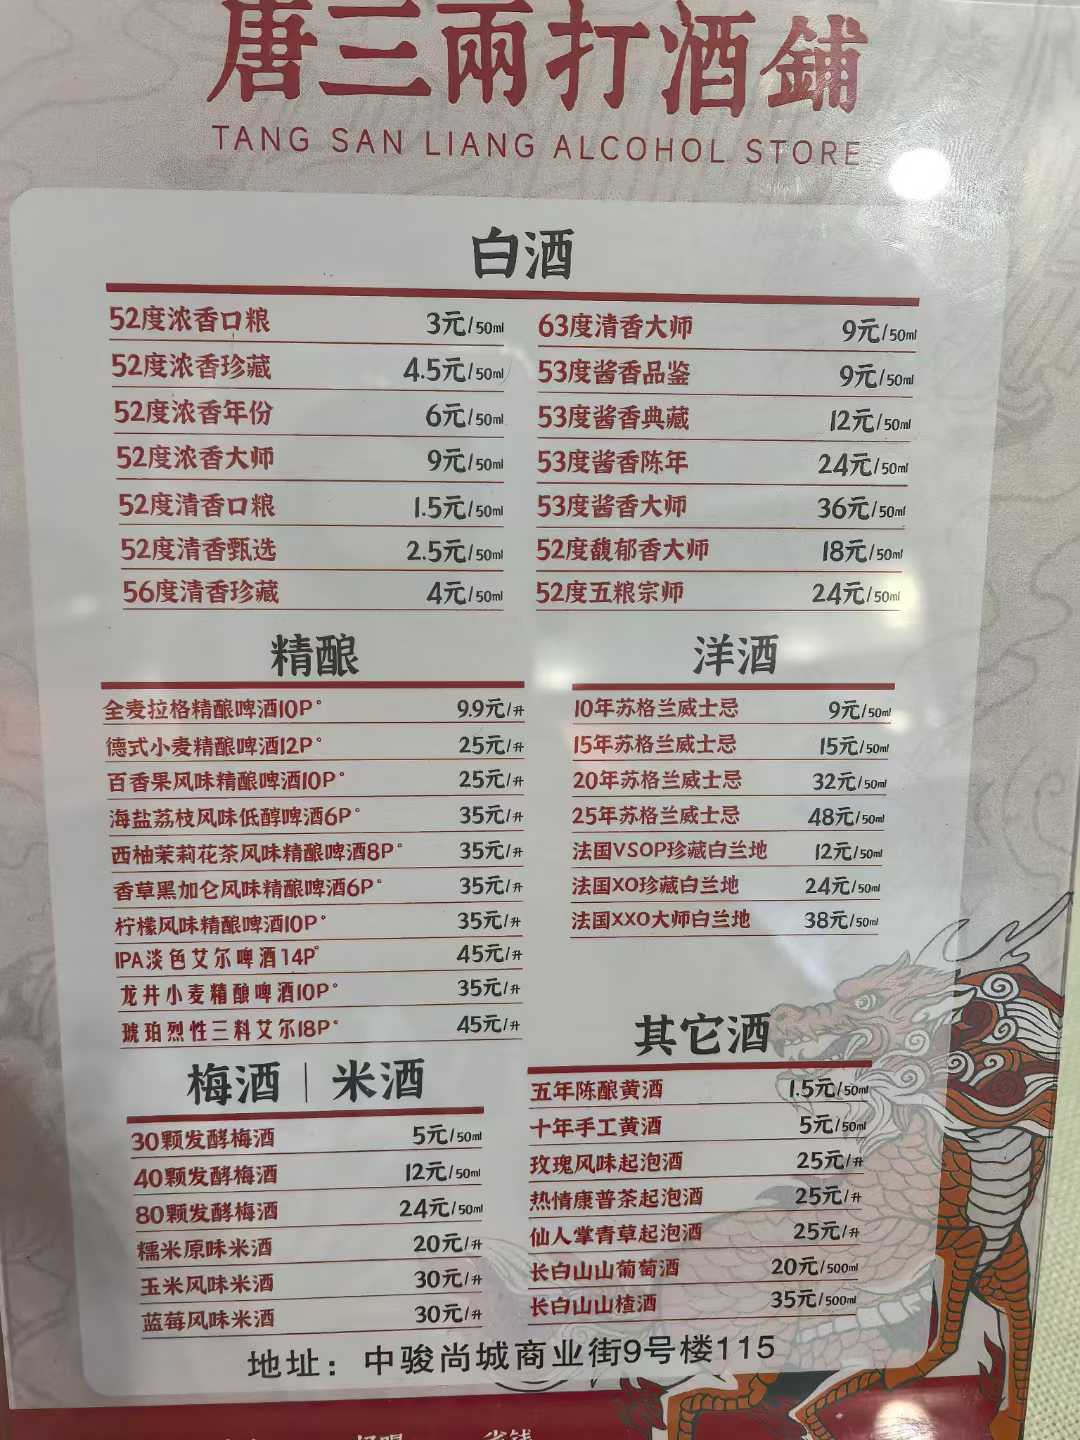 唐三兩打酒鋪
TANG SAN LIANG ALCOHOL STORE
白酒
52度浓香口粮 3元/50ml
52度浓香珍藏 4.5元/50ml
52度浓香年份 6元/50ml
52度浓香大师 9元/50ml
52度清香口粮 1.5元/50ml
52度清香甄选 2.5元/50ml
56度清香珍藏 4元/50ml
63度清香大师 9元/50ml
53度酱香品鉴 9元/50ml
53度酱香典藏 12元/50ml
53度酱香陈年 24元/50ml
53度酱香大师 36元/50ml
52度馥郁香大师 18元/50ml
52度五粮宗师 24元/50ml
精酿
全麦拉格精酿啤酒10P° 9.9元/升
德式小麦精酿啤酒12P° 25元/升
百香果风味精酿啤酒10P° 25元/升
海盐荔枝风味低醇啤酒6P° 35元/升
西柚茉莉花茶风味精酿啤酒8P° 35元/升
香草黑加仑风味精酿啤酒6P° 35元/升
柠檬风味精酿啤酒10P° 35元/升
IPA淡色艾尔啤酒14P° 45元/升
龙井小麦精酿啤酒10P° 35元/升
琥珀烈性三料艾尔18P° 45元/升
洋酒
10年苏格兰威士忌 9元/50ml
15年苏格兰威士忌 15元/50ml
20年苏格兰威士忌 32元/50ml
25年苏格兰威士忌 48元/50ml
法国VSOP珍藏白兰地 12元/50ml
法国XO珍藏白兰地 24元/50ml
法国XXO大师白兰地 38元/50ml
梅酒｜米酒
30颗发酵梅酒 5元/50ml
40颗发酵梅酒 12元/50ml
80颗发酵梅酒 24元/50ml
糯米原味米酒 20元/升
玉米风味米酒 30元/升
蓝莓风味米酒 30元/升
其它酒
五年陈酿黄酒 1.5元/50ml
十年手工黄酒 5元/50ml
玫瑰风味起泡酒 25元/升
热情康普茶起泡酒 25元/升
仙人掌青草起泡酒 25元/升
长白山山葡萄酒 20元/500ml
长白山山楂酒 35元/500ml
地址：中骏尚城商业街9号楼115